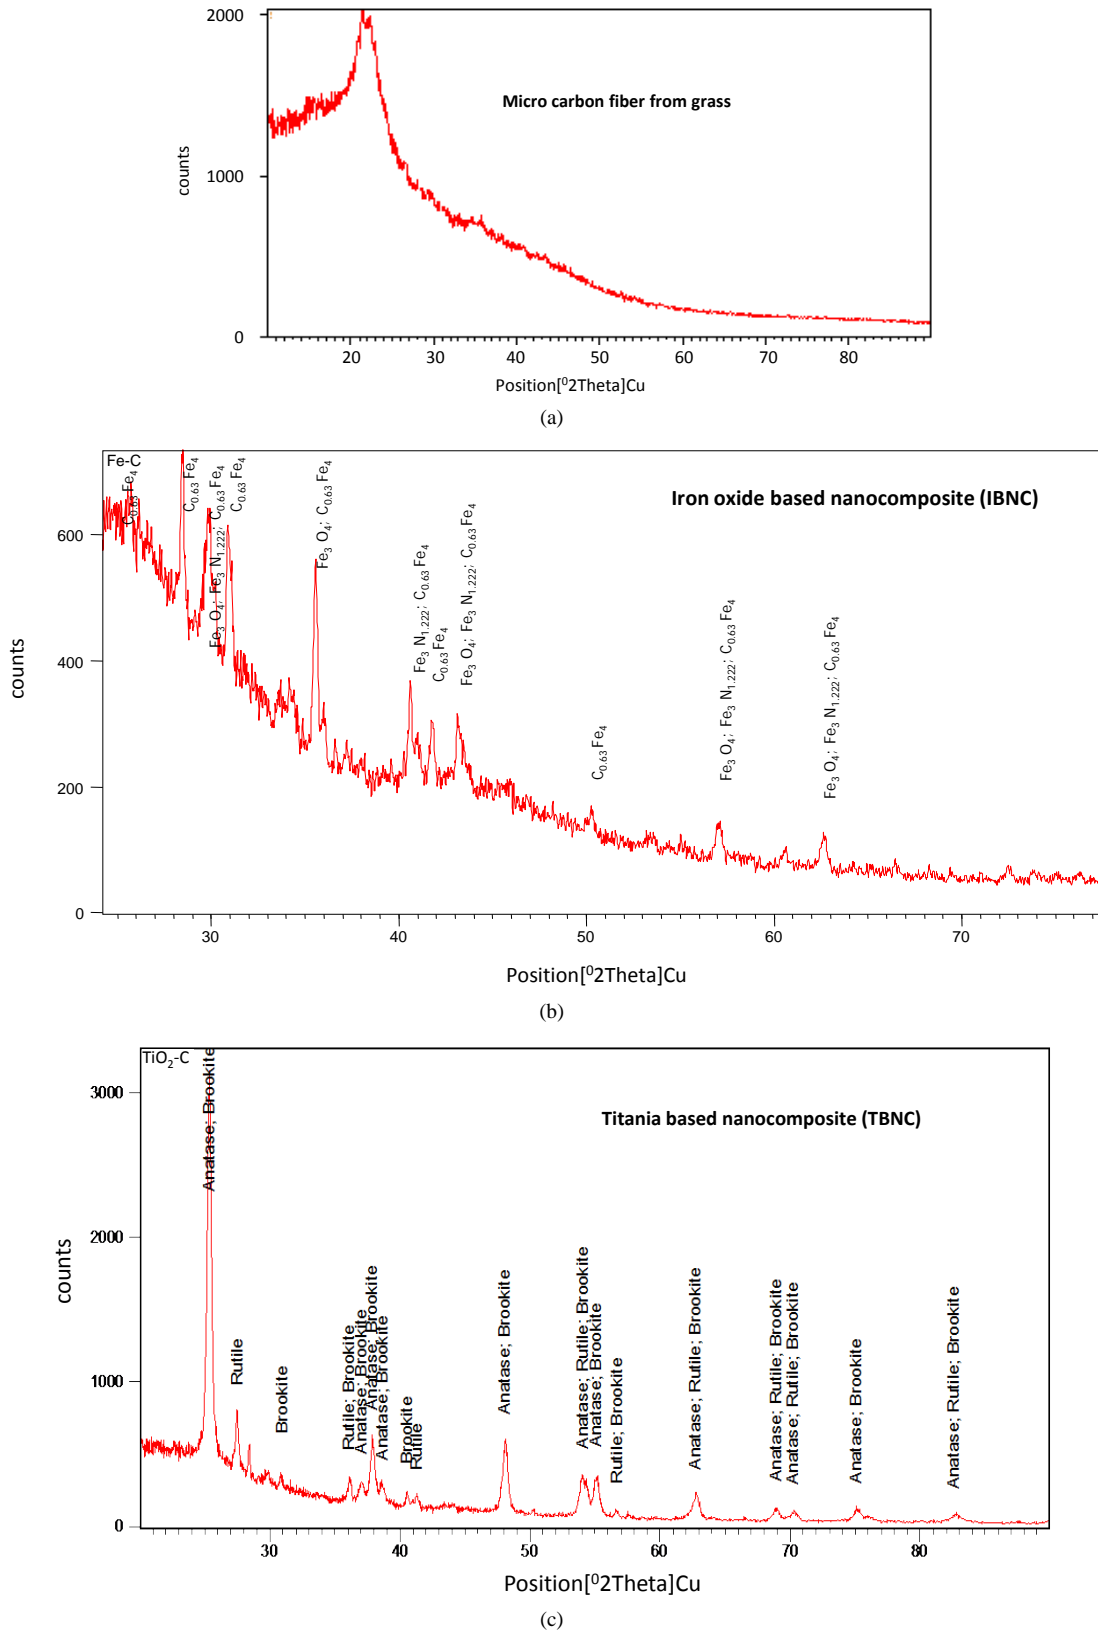 2000
Micro carbon fiber from grass
counts
1000
0
20 30 40 50 60 70 80
Position[⁰2Theta]Cu
(a)
Fe-C
C0.63 Fe4
C0.63 Fe4
Fe3 O4; Fe3 N1.222; C0.63 Fe4
C0.63 Fe4
Fe3 O4; C0.63 Fe4
Fe3 N1.222; C0.63 Fe4
C0.63 Fe4
Fe3 O4; Fe3 N1.222; C0.63 Fe4
C0.63 Fe4
Fe3 O4; Fe3 N1.222; C0.63 Fe4
Fe3 O4; Fe3 N1.222; C0.63 Fe4
Iron oxide based nanocomposite (IBNC)
600
400
counts
200
0
30 40 50 60 70
Position[⁰2Theta]Cu
(b)
TiO2-C
3000
Titania based nanocomposite (TBNC)
2000
counts
1000
0
Anatase; Brookite
Rutile
Brookite
Rutile; Brookite
Anatase; Brookite
Anatase; Brookite
Anatase; Brookite
Brookite
Rutile
Anatase; Brookite
Anatase; Rutile; Brookite
Anatase; Brookite
Rutile; Brookite
Anatase; Rutile; Brookite
Anatase; Rutile; Brookite
Anatase; Rutile; Brookite
Anatase; Brookite
Anatase; Rutile; Brookite
30 40 50 60 70 80
Position[⁰2Theta]Cu
(c)